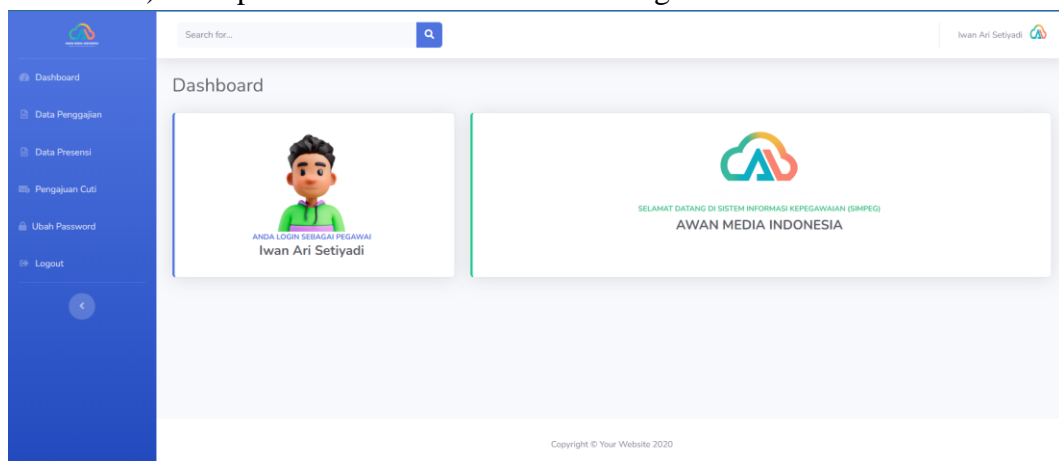 Search for...
Iwan Ari Setiyadi
Dashboard
Data Penggajian
Data Presensi
Pengajuan Cuti
Ubah Password
Logout
Dashboard
ANDA LOGIN SEBAGAI PEGAWAI
Iwan Ari Setiyadi
SELAMAT DATANG DI SISTEM INFORMASI KEPEGAWAIAN (SIMPEG)
AWAN MEDIA INDONESIA
Copyright © Your Website 2020